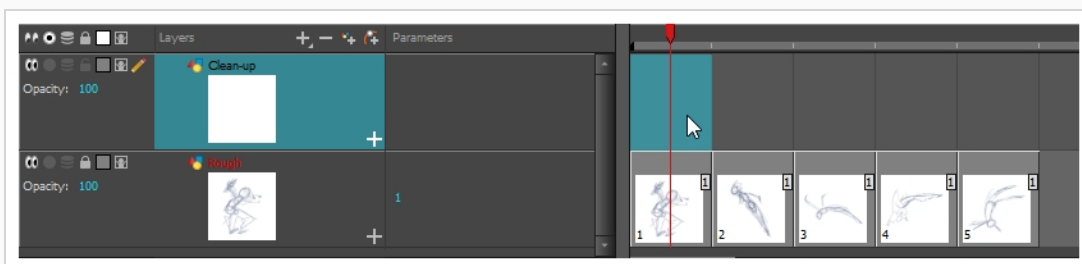 Layers
Parameters
Clean-up
Opacity: 100
Rough
Opacity: 100
1
1 1 1 1 1
1 2 3 4 5